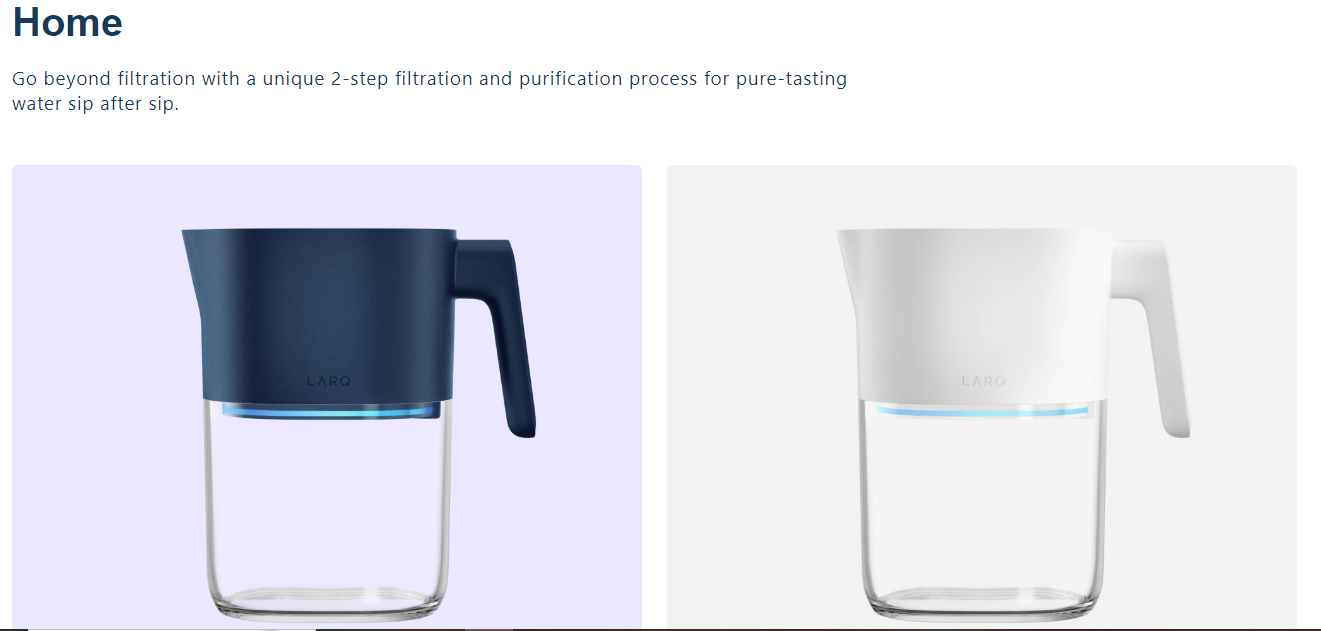 Home
Go beyond filtration with a unique 2-step filtration and purification process for pure-tasting
water sip after sip.
LARQ
LARQ